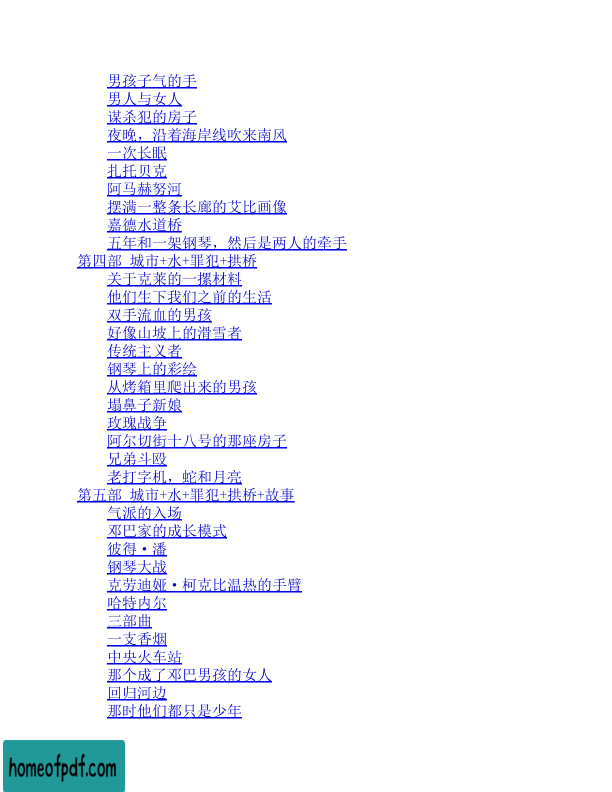 男孩子气的手
男人与女人
谋杀犯的房子
夜晚，沿着海岸线吹来南风
一次长眠
扎托贝克
阿马赫努河
摆满一整条长廊的艾比画像
嘉德水道桥
五年和一架钢琴，然后是两人的牵手
第四部 城市+水+罪犯+拱桥
关于克莱的一摞材料
他们生下我们之前的生活
双手流血的男孩
好像山坡上的滑雪者
传统主义者
钢琴上的彩绘
从烤箱里爬出来的男孩
塌鼻子新娘
玫瑰战争
阿尔切街十八号的那座房子
兄弟斗殴
老打字机，蛇和月亮
第五部 城市+水+罪犯+拱桥+故事
气派的入场
邓巴家的成长模式
彼得·潘
钢琴大战
克劳迪娅·柯克比温热的手臂
哈特内尔
三部曲
一支香烟
中央火车站
那个成了邓巴男孩的女人
回归河边
那时他们都只是少年
homeofpdf.com